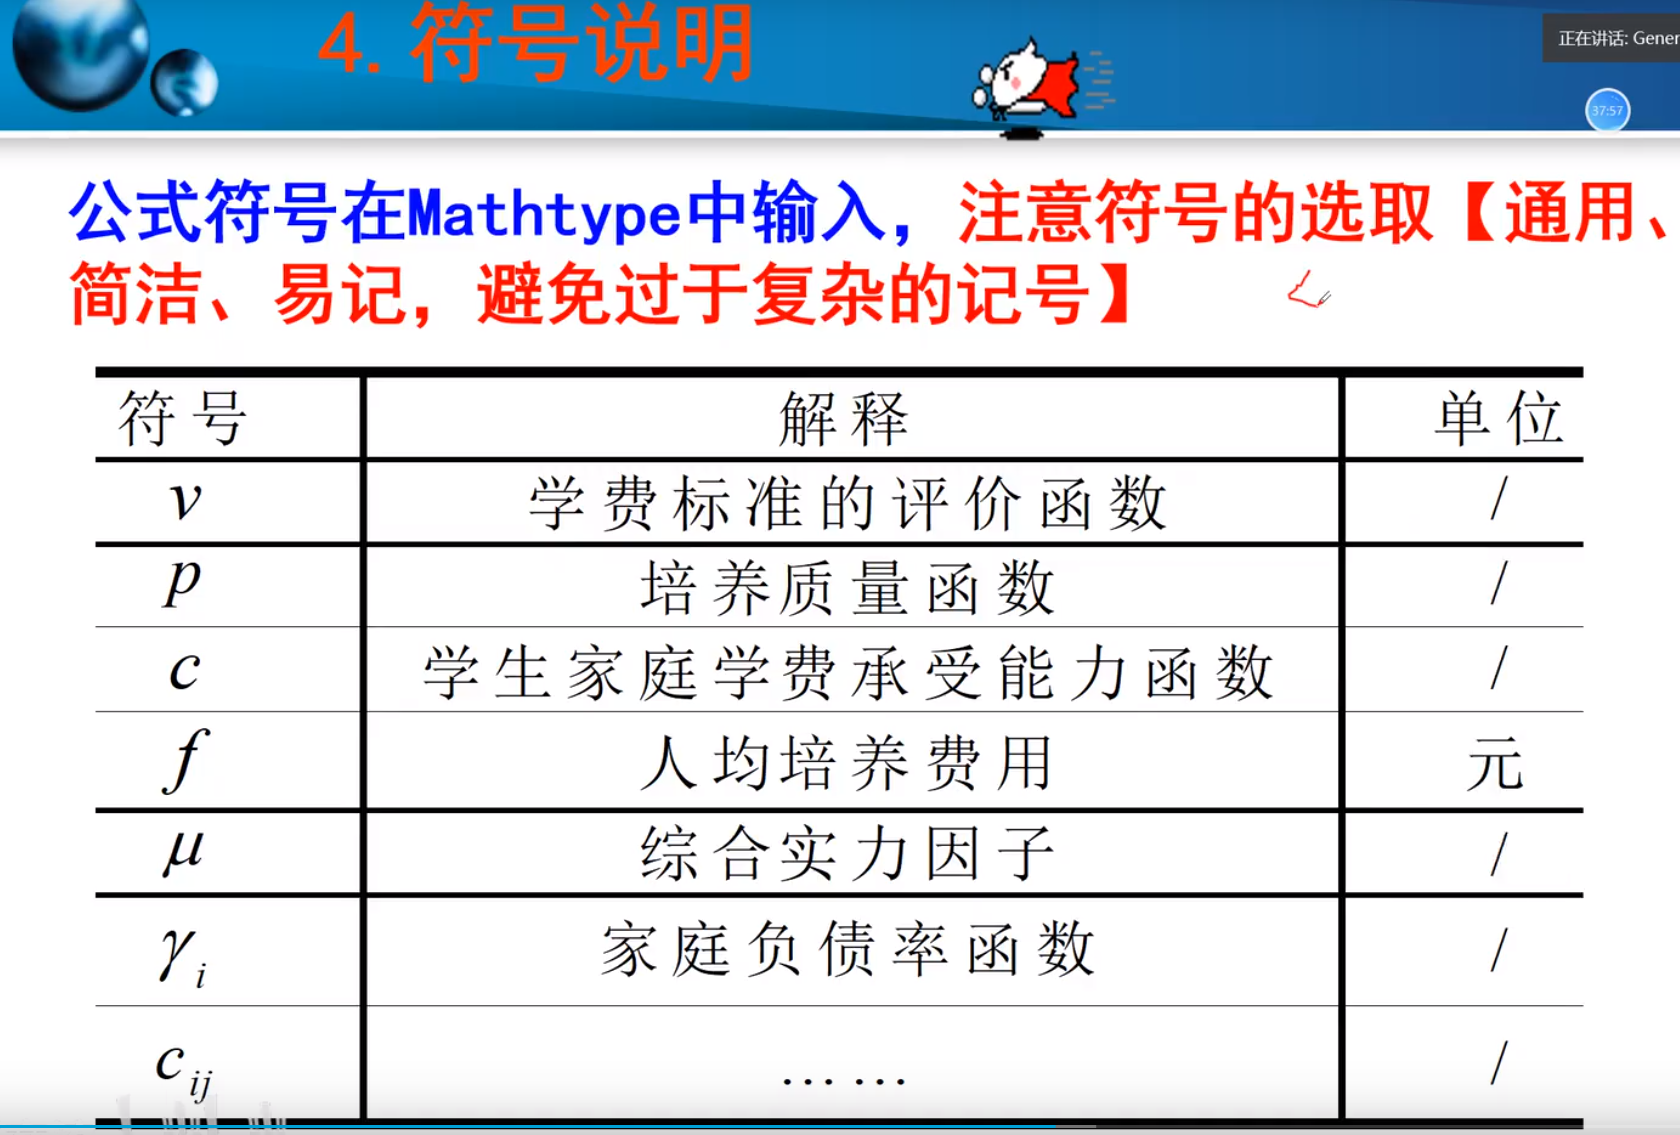 4. 符号说明
正在讲话: Gener
37:57
公式符号在Mathtype中输入，注意符号的选取【通用、
简洁、易记，避免过于复杂的记号】
符号 解释 单位
v 学费标准的评价函数 /
p 培养质量函数 /
c 学生家庭学费承受能力函数 /
f 人均培养费用 元
μ 综合实力因子 /
γi 家庭负债率函数 /
cij …… /